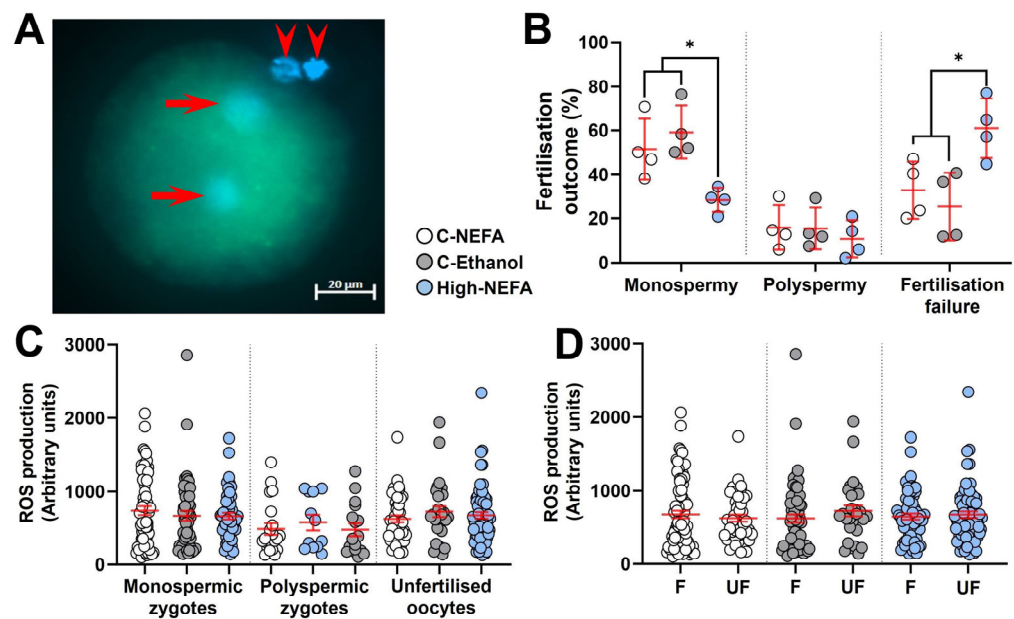 A
20 µm
C-NEFA
C-Ethanol
High-NEFA
B
Fertilisation
outcome (%)
100
80
60
40
20
0
*
*
Monospermy
Polyspermy
Fertilisation
failure
C
ROS production
(Arbitrary units)
3000
2000
1000
0
Monospermic
zygotes
Polyspermic
zygotes
Unfertilised
oocytes
D
ROS production
(Arbitrary units)
3000
2000
1000
0
F
UF
F
UF
F
UF